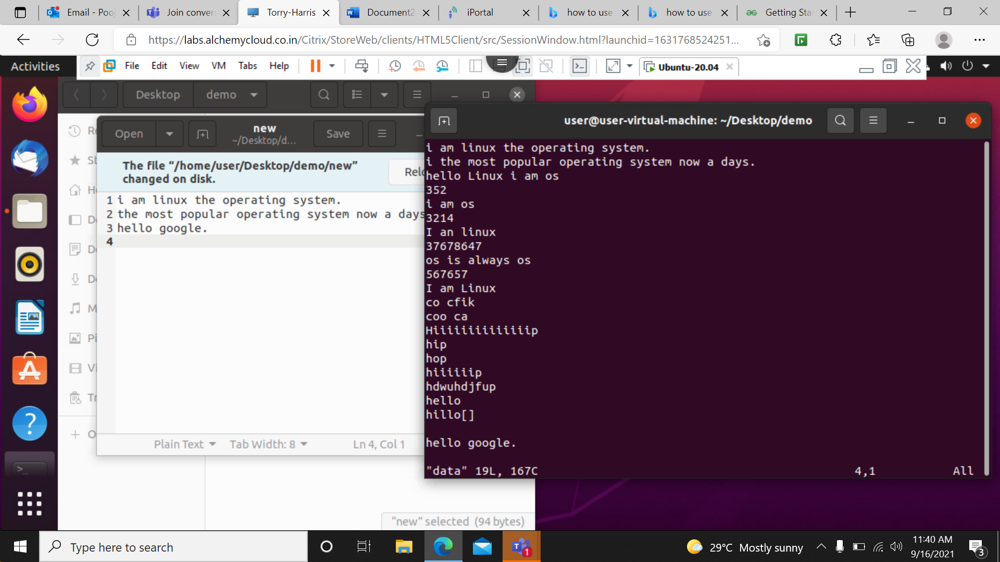 Email - Pooj
Join conver
Torry-Harris
Document2
iPortal
how to use
how to use
Getting Sta
https://labs.alchemycloud.co.in/Citrix/StoreWeb/clients/HTML5Client/src/SessionWindow.html?launchid=1631768524251...
Activities
File Edit View VM Tabs Help
Ubuntu-20.04
Desktop demo
Open
new
~/Desktop/d...
Save
The file “/home/user/Desktop/demo/new”
changed on disk.
Relo
1 i am linux the operating system.
2 the most popular operating system now a days
3 hello google.
4
Re
St
H
D
D
D
M
Pi
Vi
Tr
+ O
Plain Text Tab Width: 8 Ln 4, Col 1
“new” selected (94 bytes)
user@user-virtual-machine: ~/Desktop/demo
i am linux the operating system.
i the most popular operating system now a days.
hello Linux i am os
352
i am os
3214
I an linux
37678647
os is always os
567657
I am Linux
co cfik
coo ca
Hiiiiiiiiiiiiiip
hip
hop
hiiiiiip
hdwuhdjfup
hello
hillo[]
hello google.
"data" 19L, 167C 4,1 All
Type here to search
1
29°C Mostly sunny
11:40 AM
9/16/2021
3